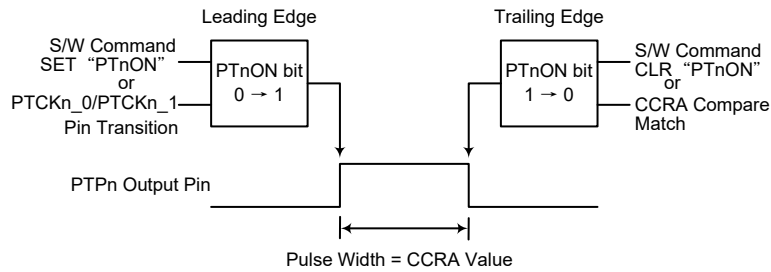 Leading Edge
Trailing Edge
S/W Command
SET “PTnON”
or
PTCKn_0/PTCKn_1
Pin Transition
PTnON bit
0 → 1
PTnON bit
1 → 0
S/W Command
CLR “PTnON”
or
CCRA Compare
Match
PTPn Output Pin
Pulse Width = CCRA Value